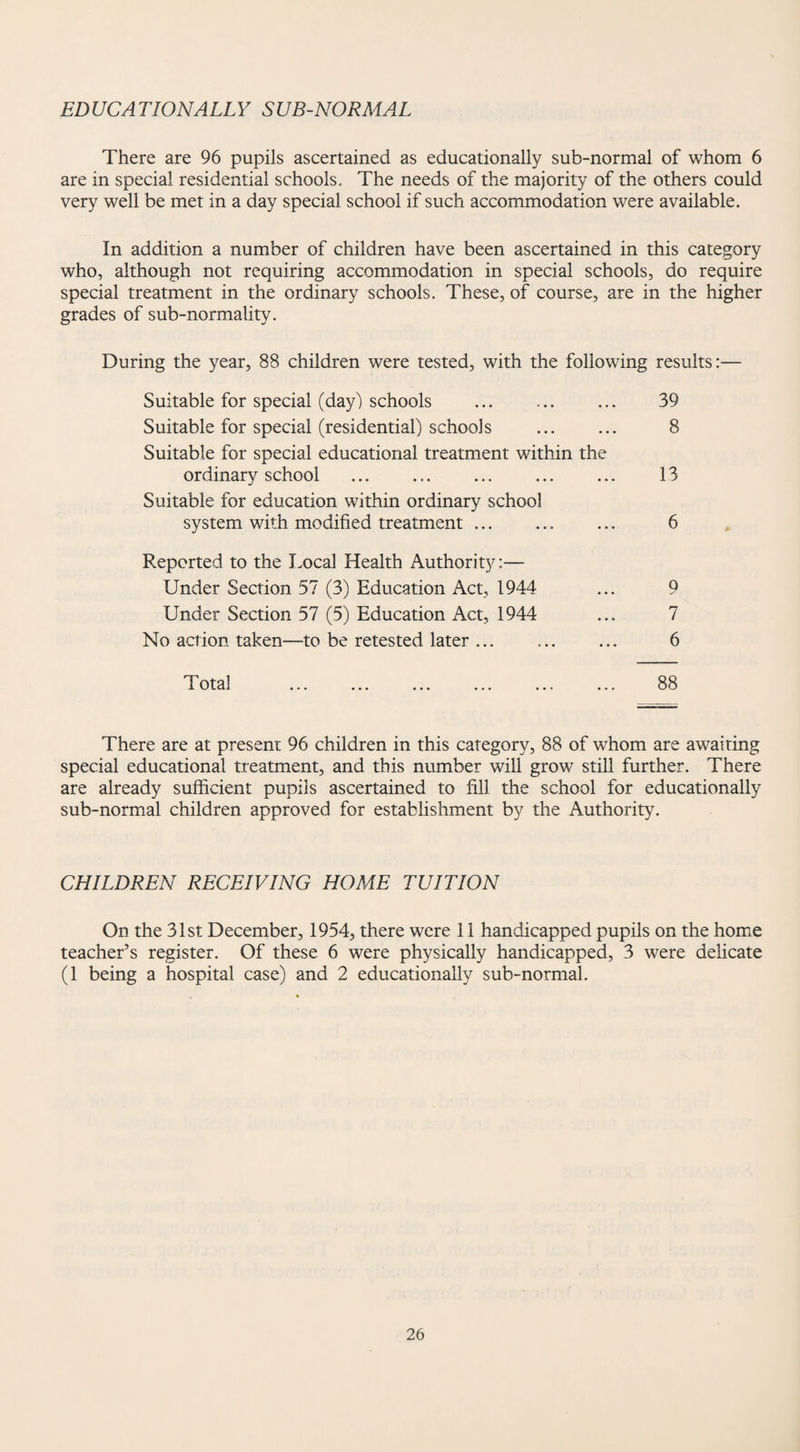 EDUCATIONALLY SUB-NORMAL
There are 96 pupils ascertained as educationally sub-normal of whom 6
are in special residential schools. The needs of the majority of the others could
very well be met in a day special school if such accommodation were available.
In addition a number of children have been ascertained in this category
who, although not requiring accommodation in special schools, do require
special treatment in the ordinary schools. These, of course, are in the higher
grades of sub-normality.
During the year, 88 children were tested, with the following results:—
Suitable for special (day) schools ... ... ... 39
Suitable for special (residential) schools ... ... 8
Suitable for special educational treatment within the
ordinary school ... ... ... ... ... 13
Suitable for education within ordinary school
system with modified treatment ... ... ... 6
Reported to the Local Health Authority:—
Under Section 57 (3) Education Act, 1944 ... 9
Under Section 57 (5) Education Act, 1944 ... 7
No action taken—to be retested later ... ... ... 6
Total ... ... ... ... ... ... 88
There are at present 96 children in this category, 88 of whom are awaiting
special educational treatment, and this number will grow still further. There
are already sufficient pupils ascertained to fill the school for educationally
sub-normal children approved for establishment by the Authority.
CHILDREN RECEIVING HOME TUITION
On the 31st December, 1954, there were 11 handicapped pupils on the home
teacher's register. Of these 6 were physically handicapped, 3 were delicate
(1 being a hospital case) and 2 educationally sub-normal.
26